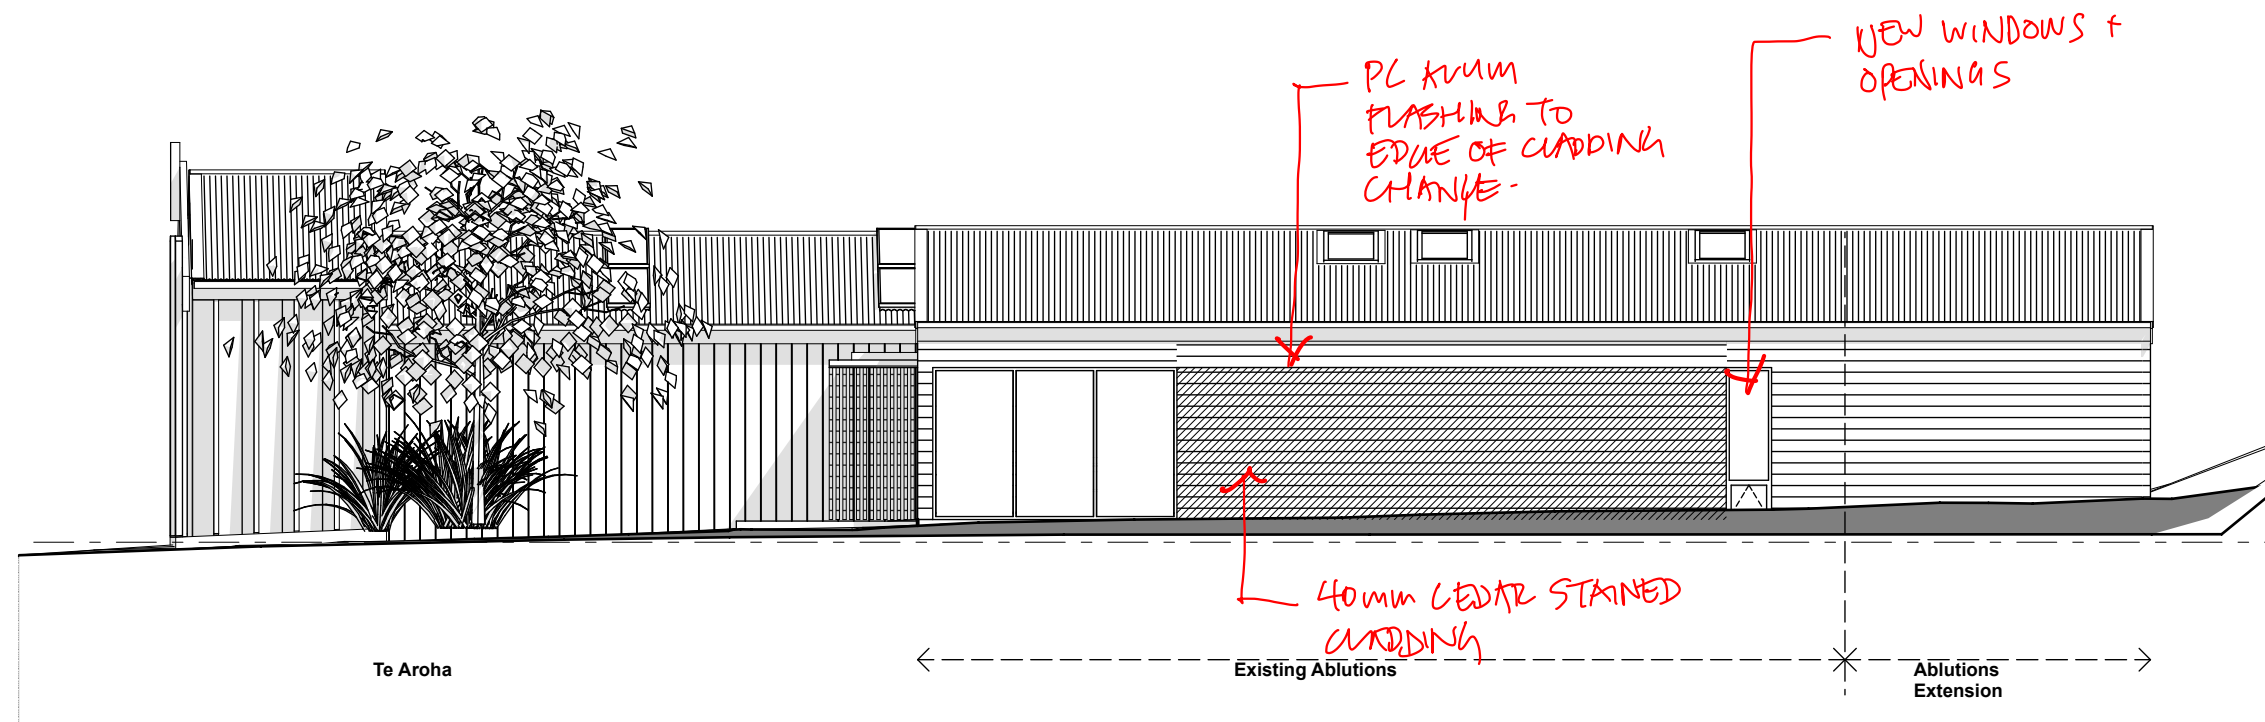 NEW WINDOWS +
OPENINGS
PC ALUM
FLASHING TO
EDGE OF CLADDING
CHANGE-
40mm CEDAR STAINED
CLADDING
Te Aroha
Existing Ablutions
Ablutions
Extension